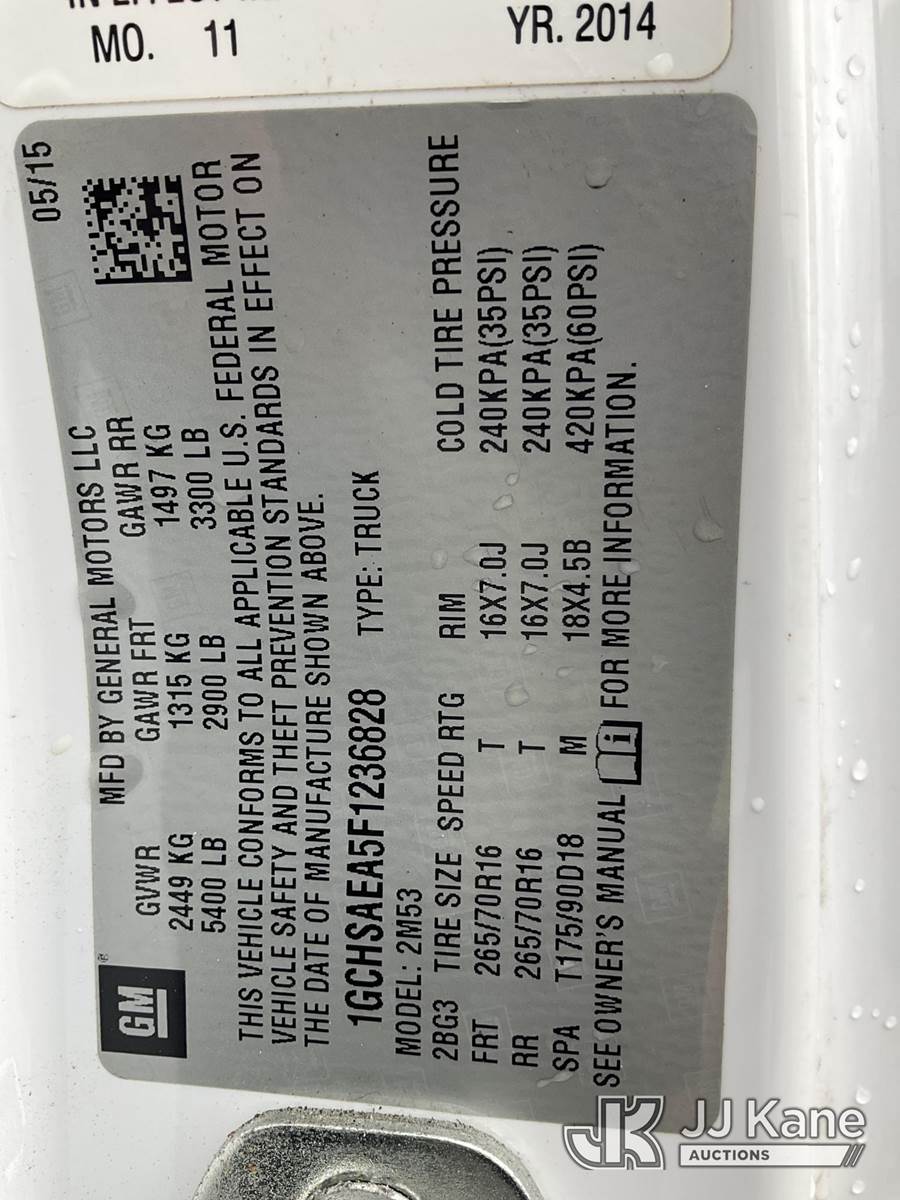 MO. 11 YR. 2014
05/15
MFD BY GENERAL MOTORS LLC
GM ®
GVWR GAWR FRT GAWR RR
2449 KG 1315 KG 1497 KG
5400 LB 2900 LB 3300 LB
THIS VEHICLE CONFORMS TO ALL APPLICABLE U.S. FEDERAL MOTOR
VEHICLE SAFETY AND THEFT PREVENTION STANDARDS IN EFFECT ON
THE DATE OF MANUFACTURE SHOWN ABOVE.
1GCHSAEA5F1236828 TYPE: TRUCK
MODEL: 2M53
2BG3 TIRE SIZE SPEED RTG RIM COLD TIRE PRESSURE
FRT 265/70R16 T 16X7.0J 240KPA(35PSI)
RR 265/70R16 T 16X7.0J 240KPA(35PSI)
SPA T175/90D18 M 18X4.5B 420KPA(60PSI)
SEE OWNER'S MANUAL i FOR MORE INFORMATION.
JK JJ Kane
AUCTIONS